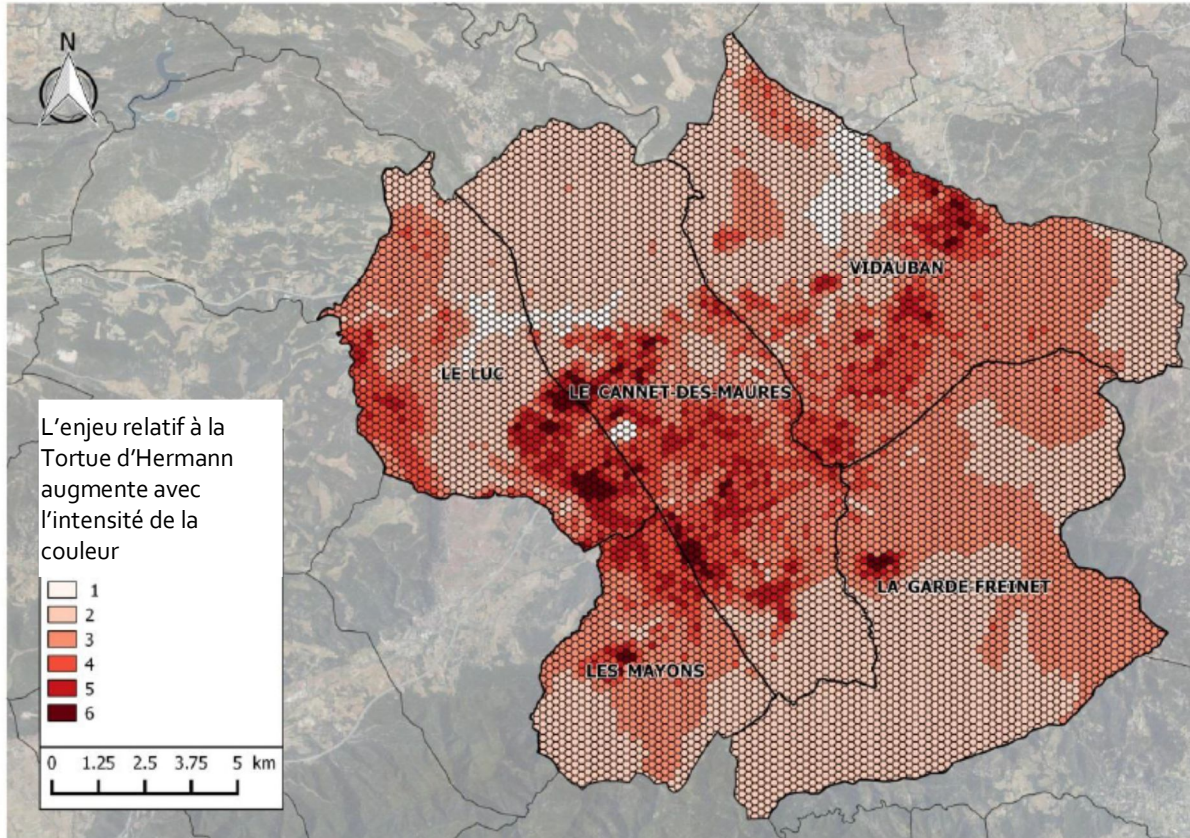 N
VIDAUBAN
LE LUC
LE CANNET-DES-MAURES
LA GARDE-FREINET
LES MAYONS
L'enjeu relatif à la
Tortue d'Hermann
augmente avec
l'intensité de la
couleur
1
2
3
4
5
6
0 1.25 2.5 3.75 5 km